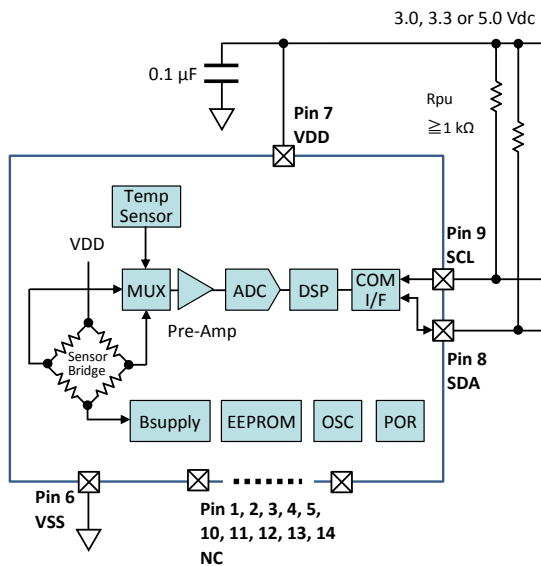 3.0, 3.3 or 5.0 Vdc
0.1 µF
Rpu
≧1 kΩ
Pin 7
VDD
Temp
Sensor
VDD
Pin 9
SCL
MUX
ADC
DSP
COM
I/F
Pre-Amp
Sensor
Bridge
Pin 8
SDA
Bsupply
EEPROM
OSC
POR
Pin 6
VSS
Pin 1, 2, 3, 4, 5,
10, 11, 12, 13, 14
NC